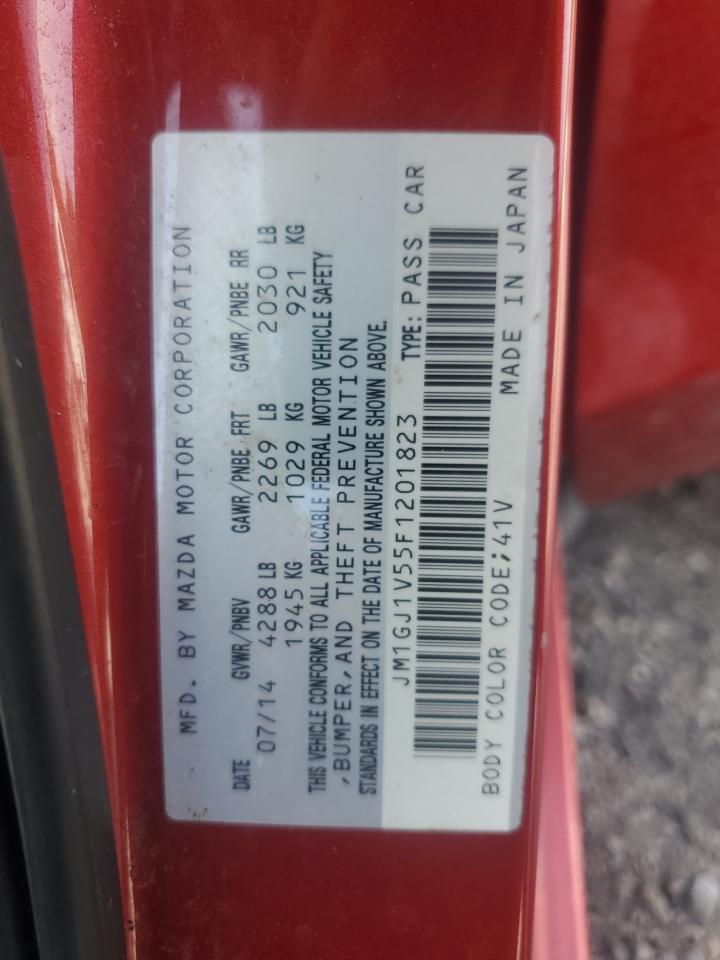 MFD. BY MAZDA MOTOR CORPORATION
DATE GVWR/PNBV GAWR/PNBE FRT GAWR/PNBE RR
07/14 4288 LB 2269 LB 2030 LB
1945 KG 1029 KG 921 KG
THIS VEHICLE CONFORMS TO ALL APPLICABLE FEDERAL MOTOR VEHICLE SAFETY
,BUMPER,AND THEFT PREVENTION
STANDARDS IN EFFECT ON THE DATE OF MANUFACTURE SHOWN ABOVE.
JM1GJ1V55F1201823 TYPE: PASS CAR
BODY COLOR CODE;41V MADE IN JAPAN